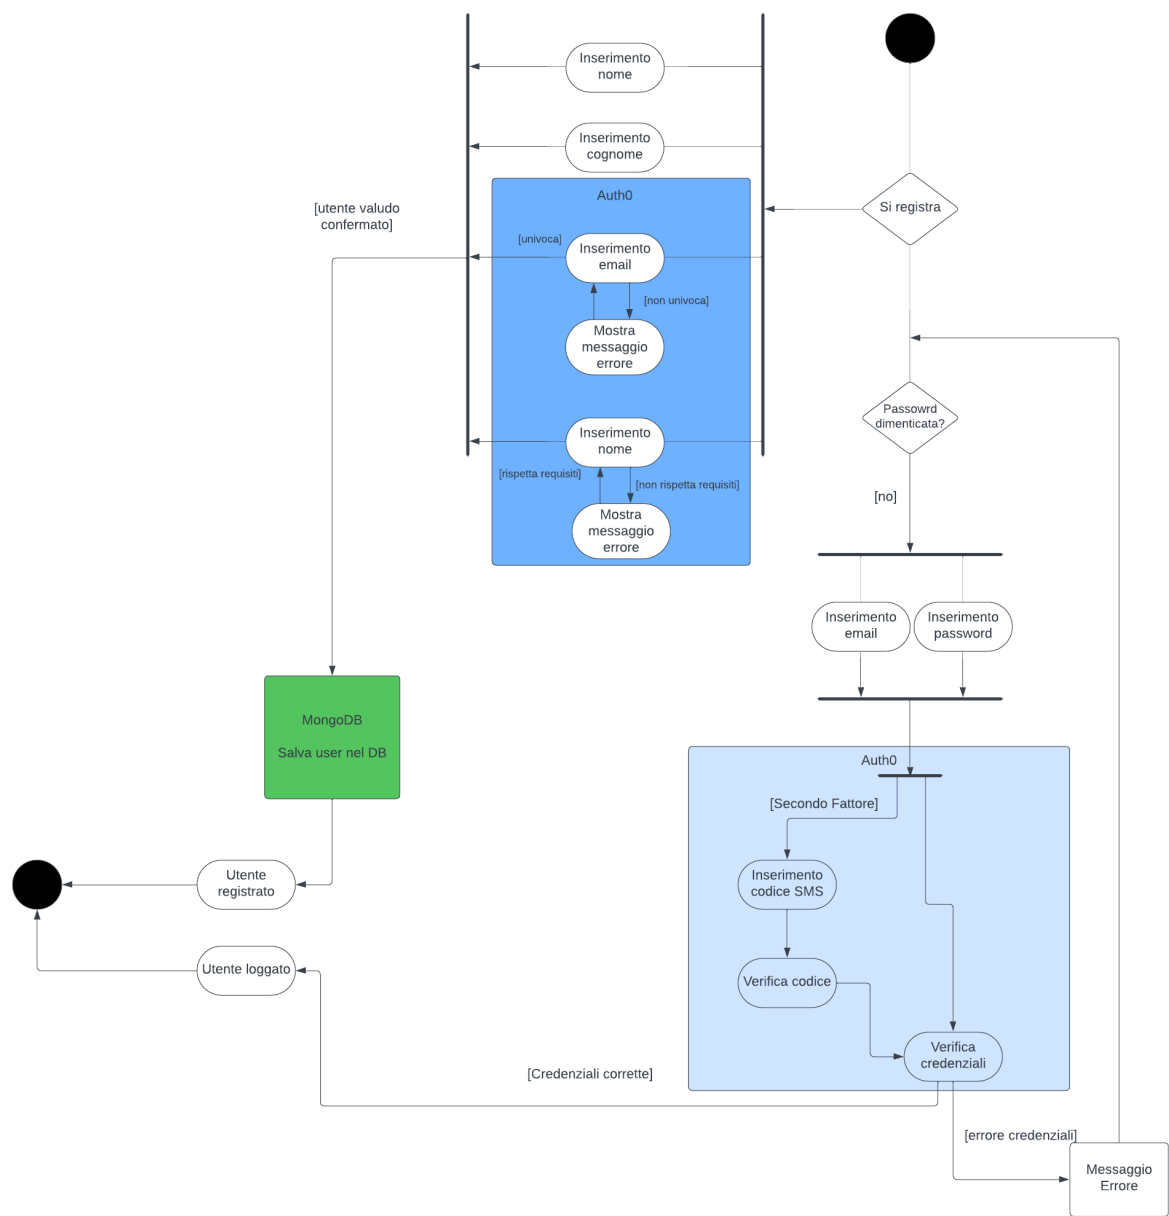 Inserimento
nome
Inserimento
cognome
Auth0
Si registra
[utente valudo
confermato]
[univoca]
Inserimento
email
[non univoca]
Mostra
messaggio
errore
Passowrd
dimenticata?
Inserimento
nome
[rispetta requisiti]
[non rispetta requisiti]
[no]
Mostra
messaggio
errore
Inserimento
email
Inserimento
password
MongoDB
Salva user nel DB
Auth0
[Secondo Fattore]
Utente
registrato
Inserimento
codice SMS
Utente loggato
Verifica codice
Verifica
credenziali
[Credenziali corrette]
[errore credenziali]
Messaggio
Errore